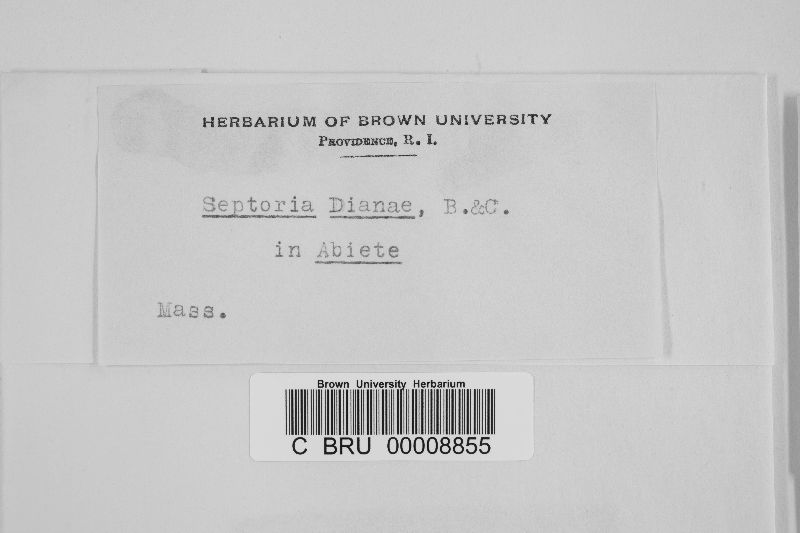 HERBARIUM OF BROWN UNIVERSITY
PROVIDENCE, R. I.
Septoria Dianae, B.&C.
in Abiete
Mass.
Brown University Herbarium
C BRU 00008855